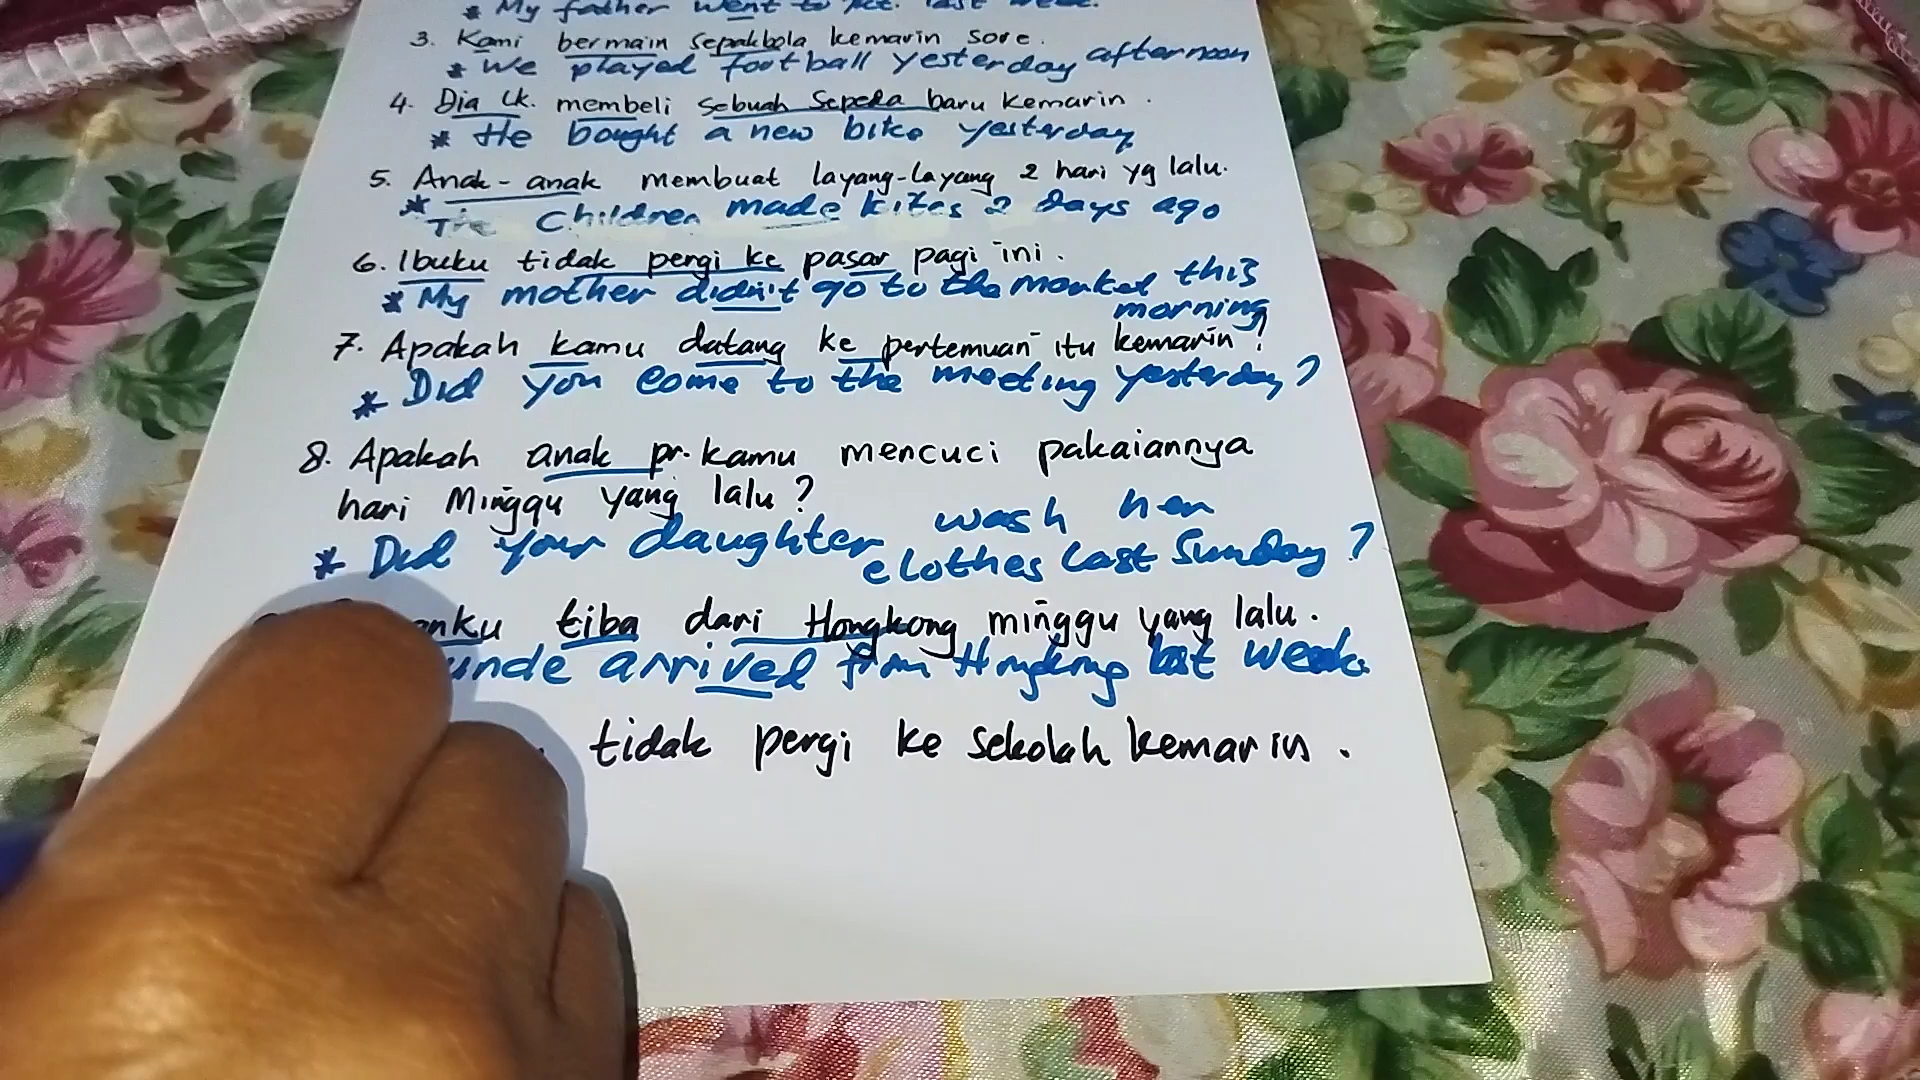 * My father went to last week.
3. Kami bermain sepakbola kemarin sore.
* We played football yesterday afternoon
4. Dia lk. membeli sebuah sepeda baru kemarin.
* He bought a new bike yesterday
5. Anak-anak membuat layang-layang 2 hari yg lalu.
* The children made kites 2 days ago
6. Ibuku tidak pergi ke pasar pagi ini.
* My mother didn't go to the market this
morning
7. Apakah kamu datang ke pertemuan itu kemarin?
* Did you come to the meeting yesterday?
8. Apakah anak pr. kamu mencuci pakaiannya
hari Minggu yang lalu?
* Did your daughter wash her
clothes last Sunday?
tiba dari Hongkong minggu yang lalu.
arrived from Hongkong last week.
tidak pergi ke sekolah kemarin.